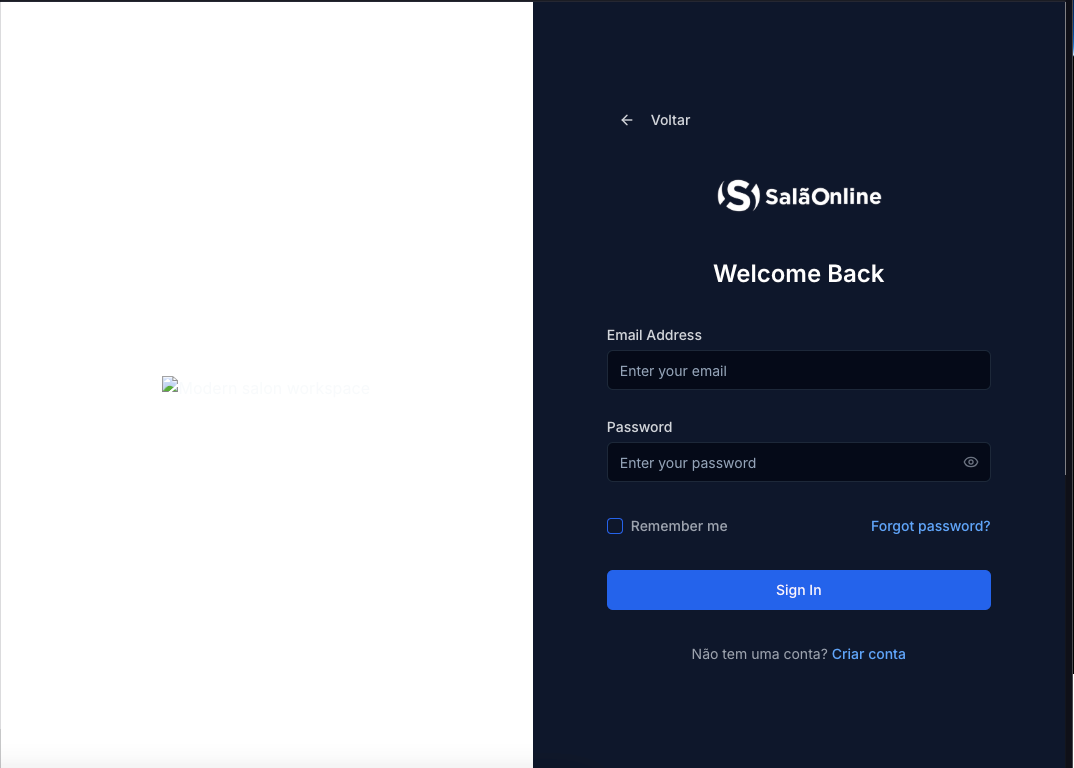 Voltar
SalãOnline
Welcome Back
Email Address
Enter your email
Modern salon workspace
Password
Enter your password
Remember me
Forgot password?
Sign In
Não tem uma conta? Criar conta